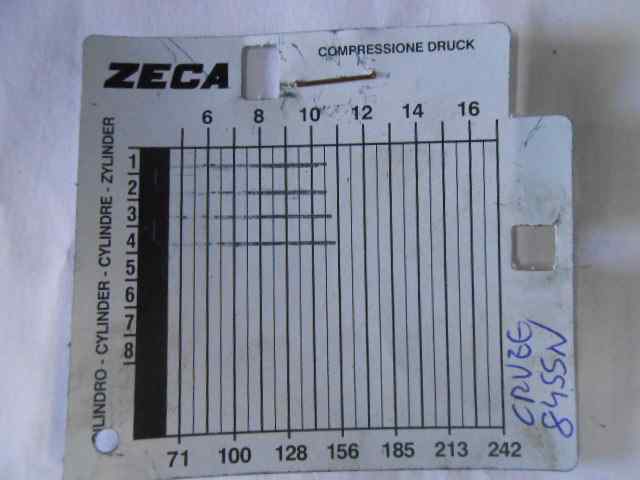 COMPRESSIONE DRUCK
ZECA
6 8 10 12 14 16
CILINDRO - CYLINDER - CYLINDRE - ZYLINDER
1
2
3
4
5
6
7
8
71 100 128 156 185 213 242
CRUZE
8455N